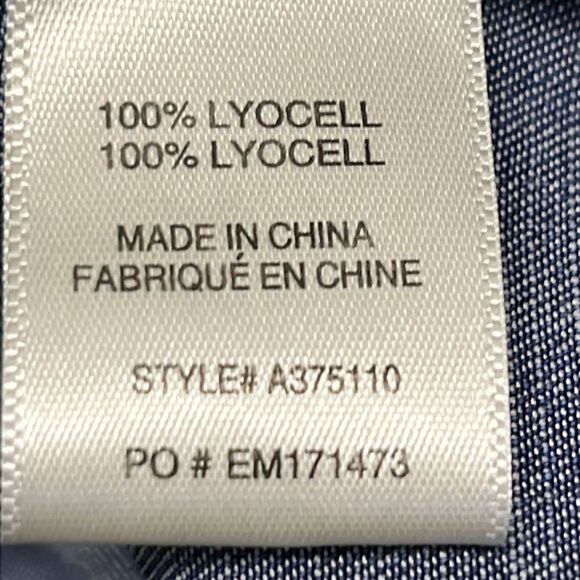 100% LYOCELL
100% LYOCELL
MADE IN CHINA
FABRIQUÉ EN CHINE
STYLE# A375110
PO # EM171473